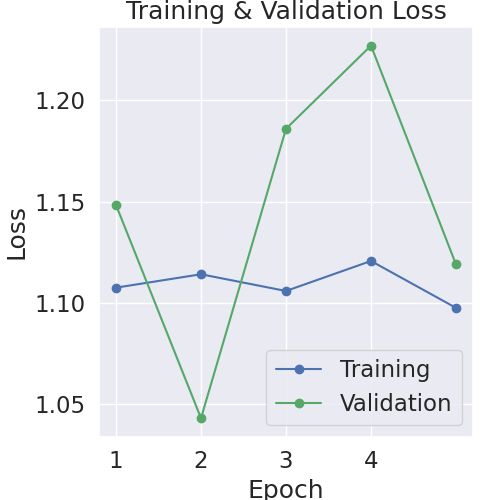 Training & Validation Loss
1.20
1.15
1.10
1.05
Loss
Training
Validation
1 2 3 4
Epoch